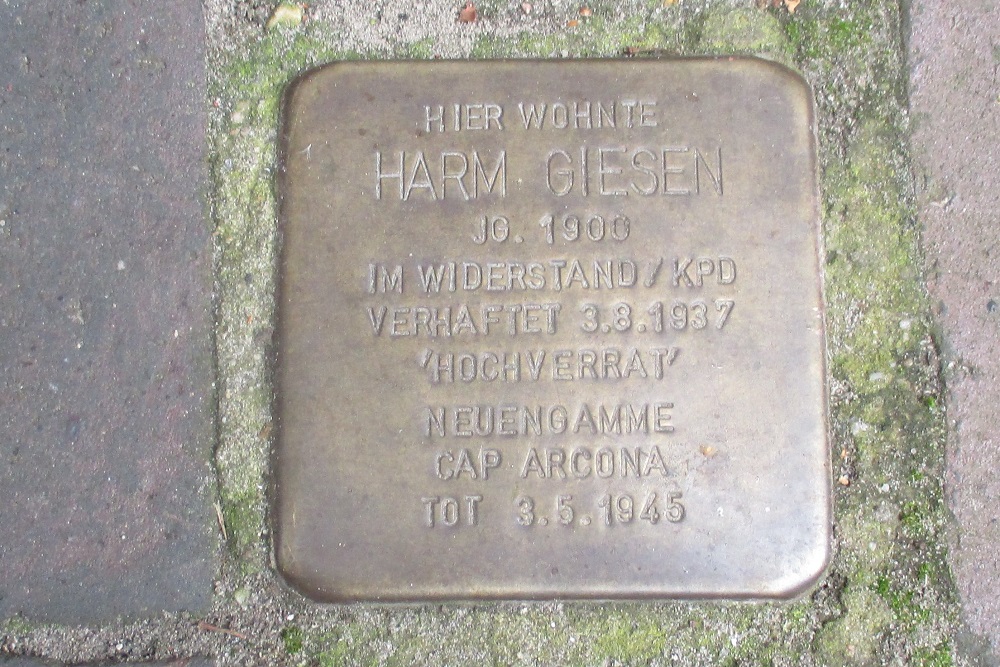 HIER WOHNTE
HARM GIESEN
JG. 1900
IM WIDERSTAND / KPD
VERHAFTET 3.8.1937
'HOCHVERRAT'
NEUENGAMME
CAP ARCONA
TOT 3.5.1945